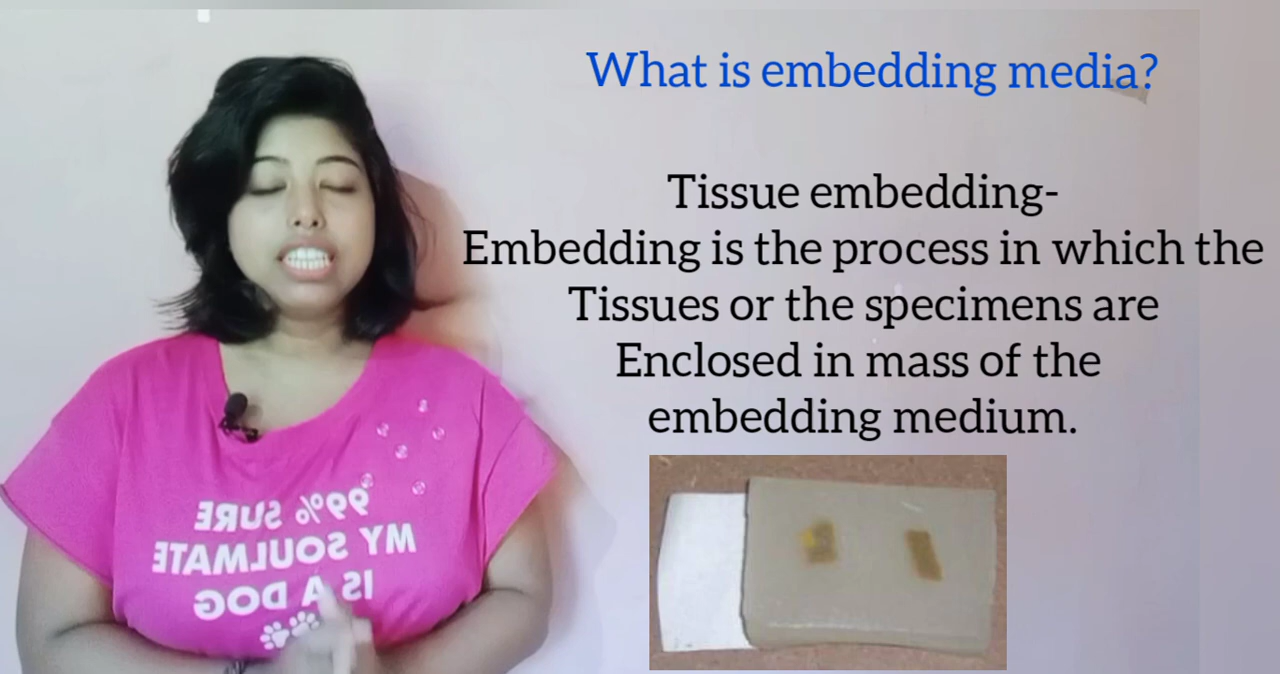 What is embedding media?
Tissue embedding-
Embedding is the process in which the
Tissues or the specimens are
Enclosed in mass of the
embedding medium.
99% SURE
MY SOULMATE
IS A DOG